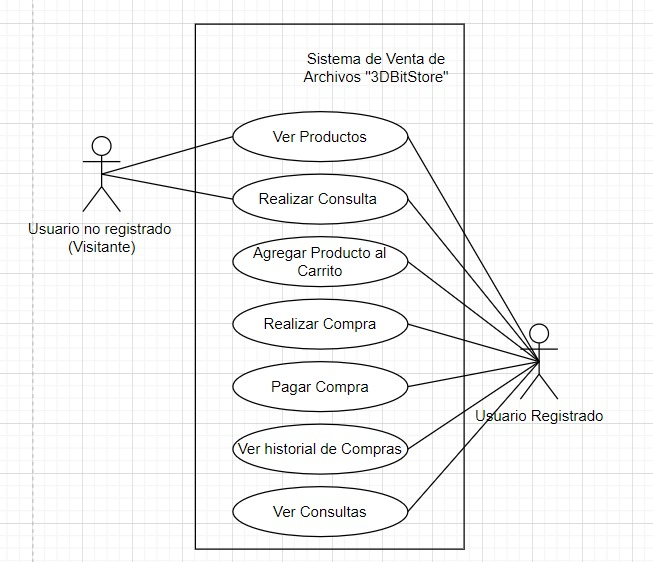 Sistema de Venta de
Archivos "3DBitStore"
Ver Productos
Realizar Consulta
Usuario no registrado
(Visitante)
Agregar Producto al
Carrito
Realizar Compra
Pagar Compra
Usuario Registrado
Ver historial de Compras
Ver Consultas